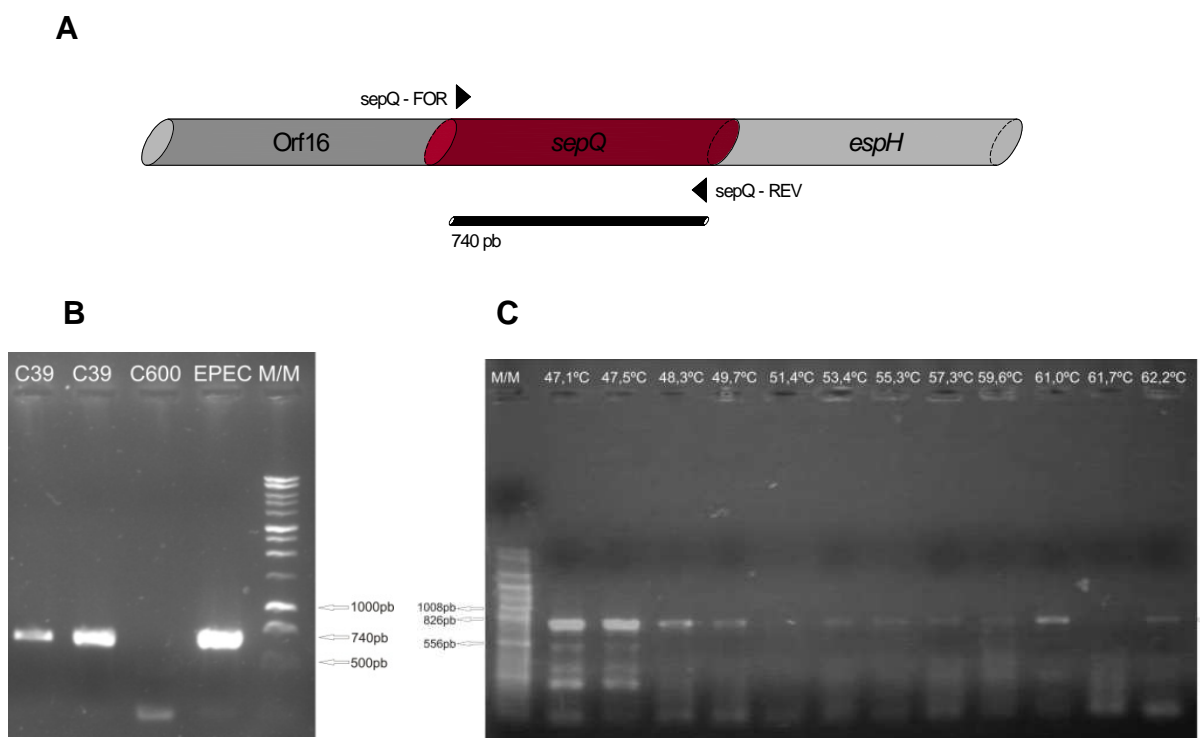 A
sepQ - FOR
Orf16 sepQ espH
sepQ - REV
740 pb
B
C
C39 C39 C600 EPEC M/M
1000pb
740pb
500pb
M/M 47,1ºC 47,5ºC 48,3ºC 49,7ºC 51,4ºC 53,4ºC 55,3ºC 57,3ºC 59,6ºC 61,0ºC 61,7ºC 62,2ºC
1008pb
826pb
556pb